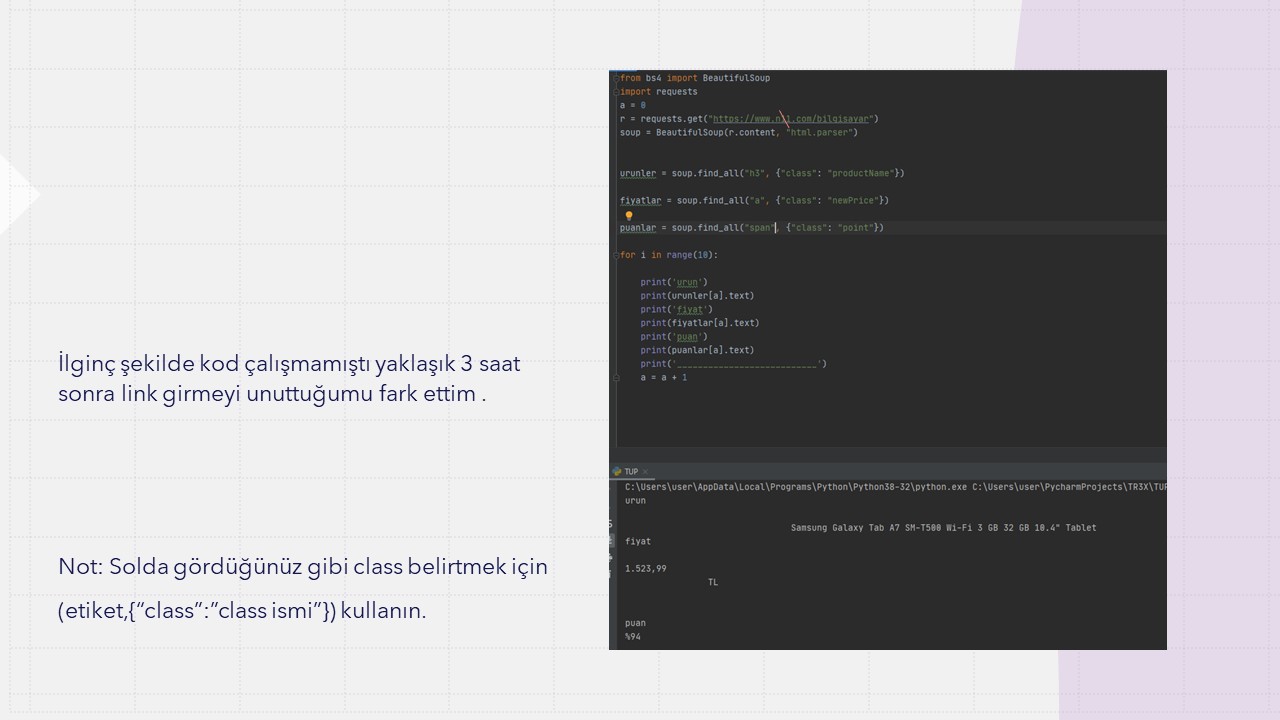 İlginç şekilde kod çalışmamıştı yaklaşık 3 saat
sonra link girmeyi unuttuğumu fark ettim .
Not: Solda gördüğünüz gibi class belirtmek için
(etiket,{“class”:”class ismi”}) kullanın.
from bs4 import BeautifulSoup
import requests
a = 0
r = requests.get("https://www.n11.com/bilgisayar")
soup = BeautifulSoup(r.content, "html.parser")
urunler = soup.find_all("h3", {"class": "productName"})
fiyatlar = soup.find_all("a", {"class": "newPrice"})
puanlar = soup.find_all("span", {"class": "point"})
for i in range(10):
print('urun')
print(urunler[a].text)
print('fiyat')
print(fiyatlar[a].text)
print('puan')
print(puanlar[a].text)
print('___________________________')
a = a + 1
TUP
C:\Users\user\AppData\Local\Programs\Python\Python38-32\python.exe C:\Users\user\PycharmProjects\TR3X\TUP
urun
Samsung Galaxy Tab A7 SM-T500 Wi-Fi 3 GB 32 GB 10.4" Tablet
fiyat
1.523,99
TL
puan
%94